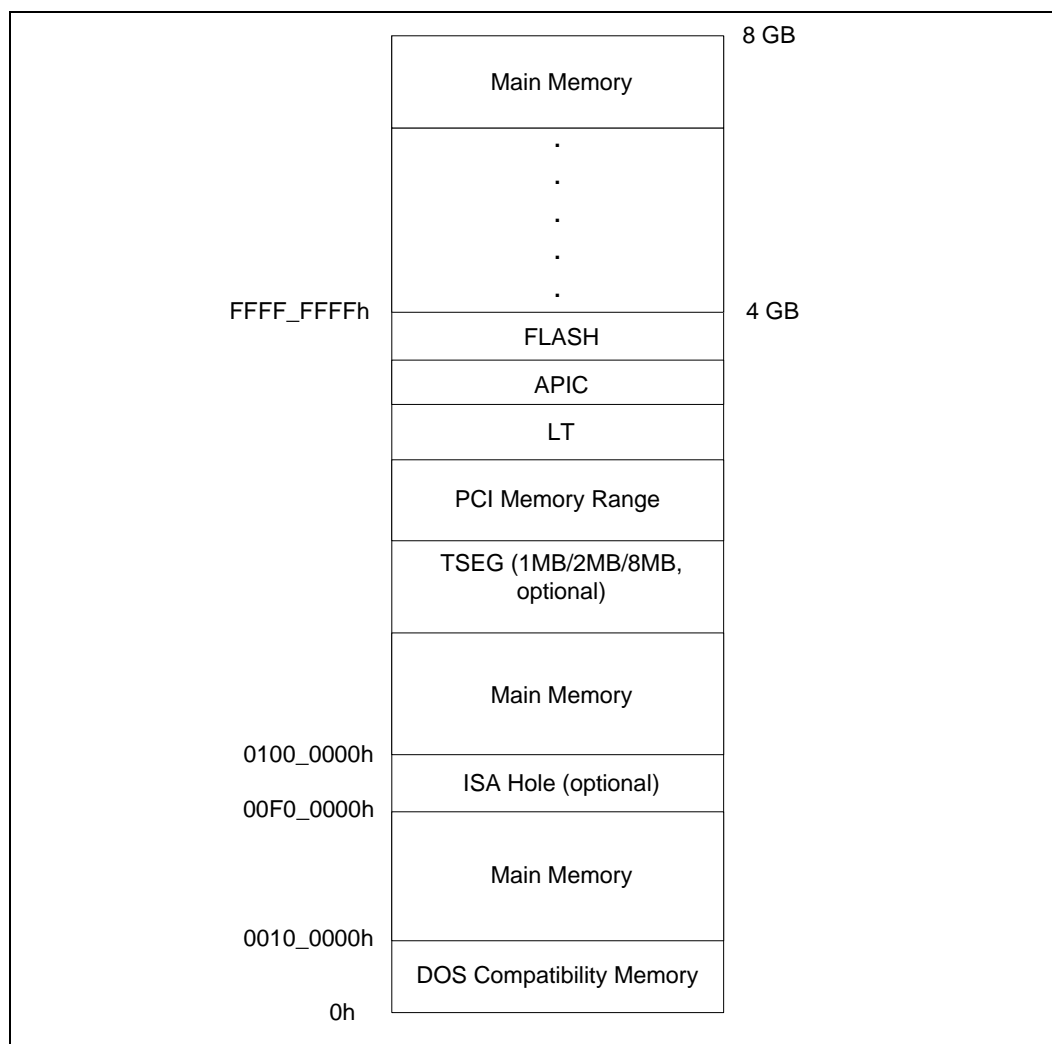 8 GB
Main Memory
.
.
.
.
.
FFFF_FFFFh
4 GB
FLASH
APIC
LT
PCI Memory Range
TSEG (1MB/2MB/8MB,
optional)
Main Memory
0100_0000h
ISA Hole (optional)
00F0_0000h
Main Memory
0010_0000h
DOS Compatibility Memory
0h